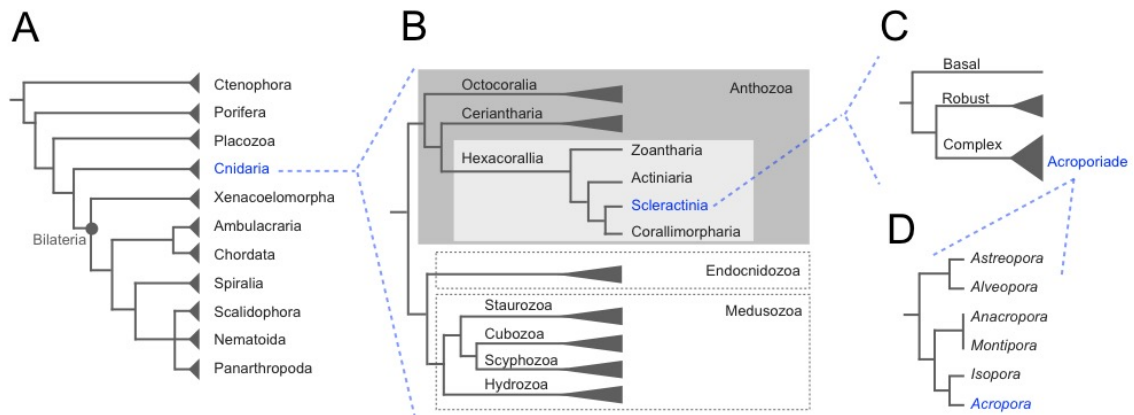 A
Ctenophora
Porifera
Placozoa
Cnidaria
Xenacoelomorpha
Bilateria
Ambulacraria
Chordata
Spiralia
Scalidophora
Nematoida
Panarthropoda
B
Octocoralia
Anthozoa
Ceriantharia
Hexacorallia
Zoantharia
Actiniaria
Scleractinia
Corallimorpharia
Endocnidozoa
Staurozoa
Medusozoa
Cubozoa
Scyphozoa
Hydrozoa
C
Basal
Robust
Complex
Acroporiade
D
Astreopora
Alveopora
Anacropora
Montipora
Isopora
Acropora